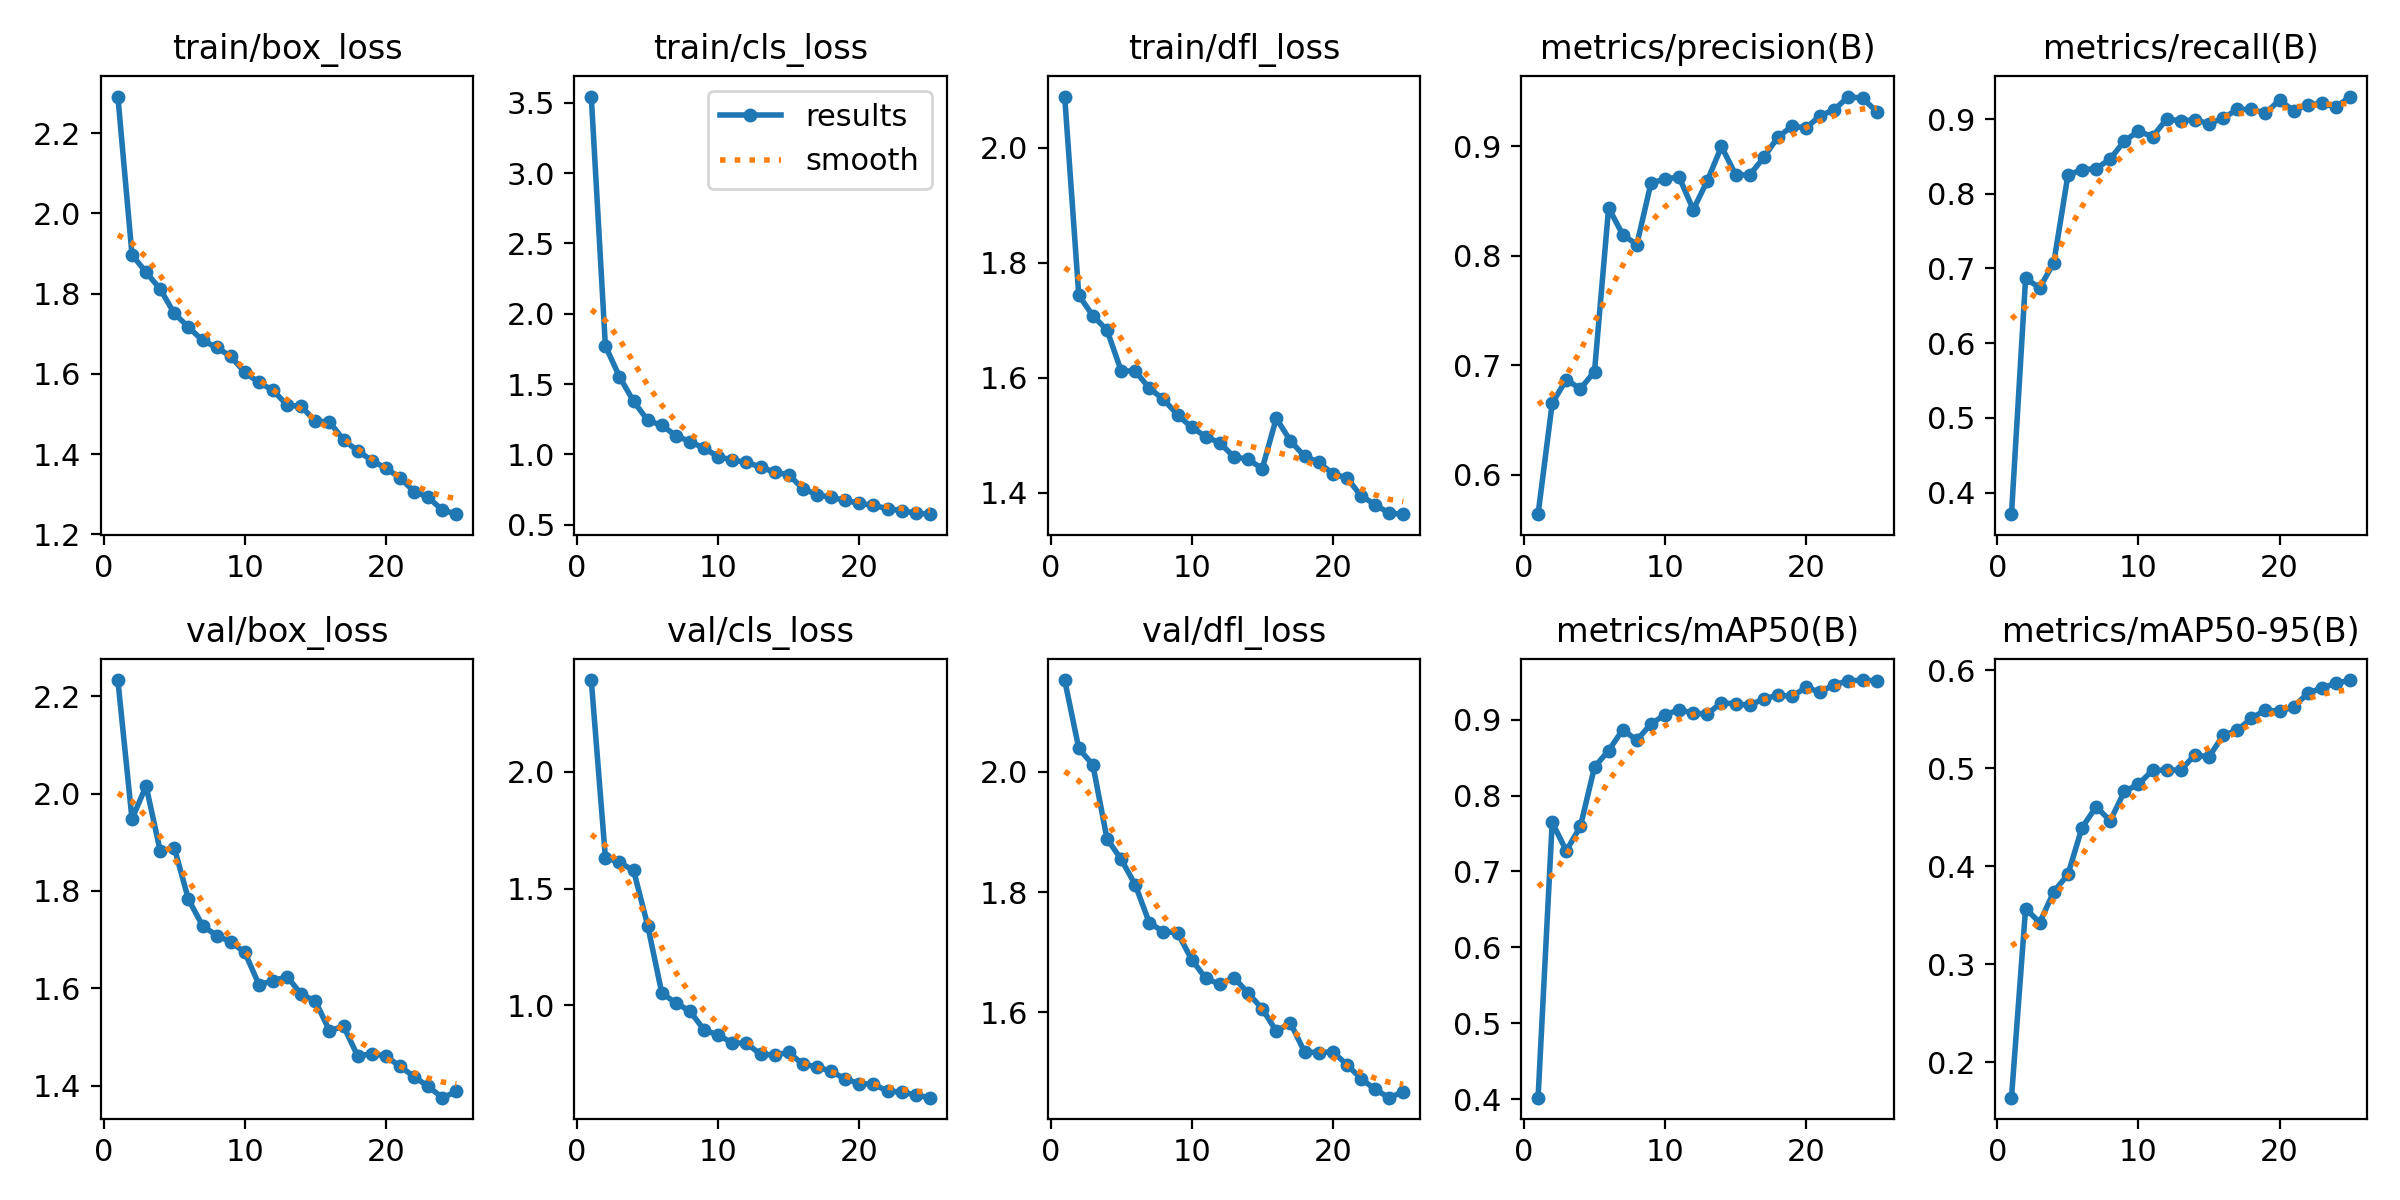 train/box_loss
train/cls_loss
train/dfl_loss
metrics/precision(B)
metrics/recall(B)
2.2
2.0
1.8
1.6
1.4
1.2
0 10 20
results
smooth
3.5
3.0
2.5
2.0
1.5
1.0
0.5
0 10 20
2.0
1.8
1.6
1.4
0 10 20
0.9
0.8
0.7
0.6
0 10 20
0.9
0.8
0.7
0.6
0.5
0.4
0 10 20
val/box_loss
val/cls_loss
val/dfl_loss
metrics/mAP50(B)
metrics/mAP50-95(B)
2.2
2.0
1.8
1.6
1.4
0 10 20
2.0
1.5
1.0
0 10 20
2.0
1.8
1.6
0 10 20
0.9
0.8
0.7
0.6
0.5
0.4
0 10 20
0.6
0.5
0.4
0.3
0.2
0 10 20